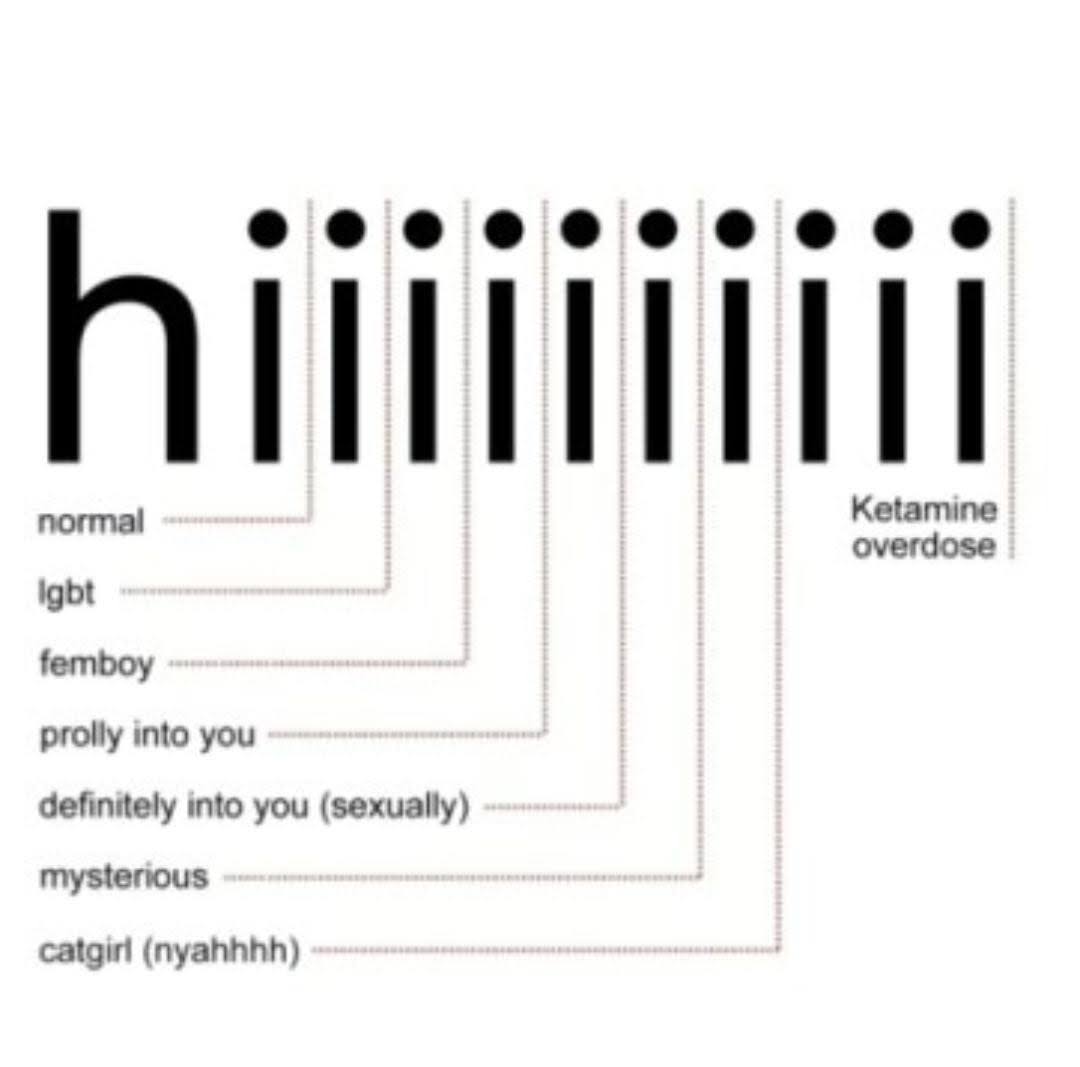 hiiiiiiiiii
Ketamine
overdose
normal
lgbt
femboy
prolly into you
definitely into you (sexually)
mysterious
catgirl (nyahhhh)